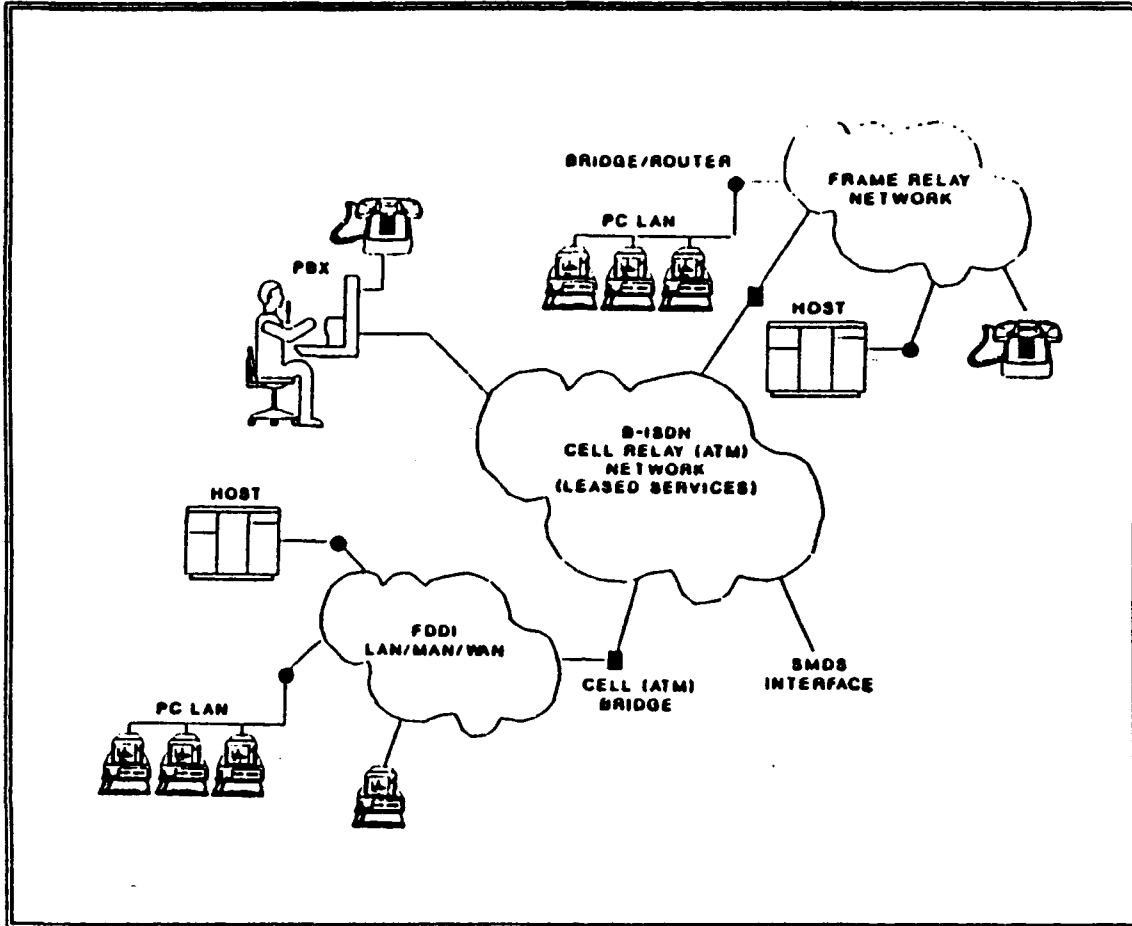 BRIDGE/ROUTER
FRAME RELAY
NETWORK
PC LAN
PBX
HOST
B-ISDN
CELL RELAY (ATM)
NETWORK
(LEASED SERVICES)
HOST
FDDI
LAN/MAN/WAN
CELL (ATM)
BRIDGE
SMDS
INTERFACE
PC LAN